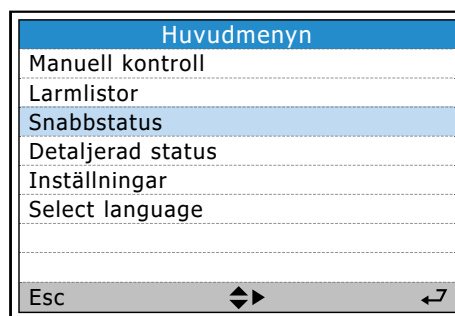 Huvudmenyn
Manuell kontroll
Larmlistor
Snabbstatus
Detaljerad status
Inställningar
Select language
Esc